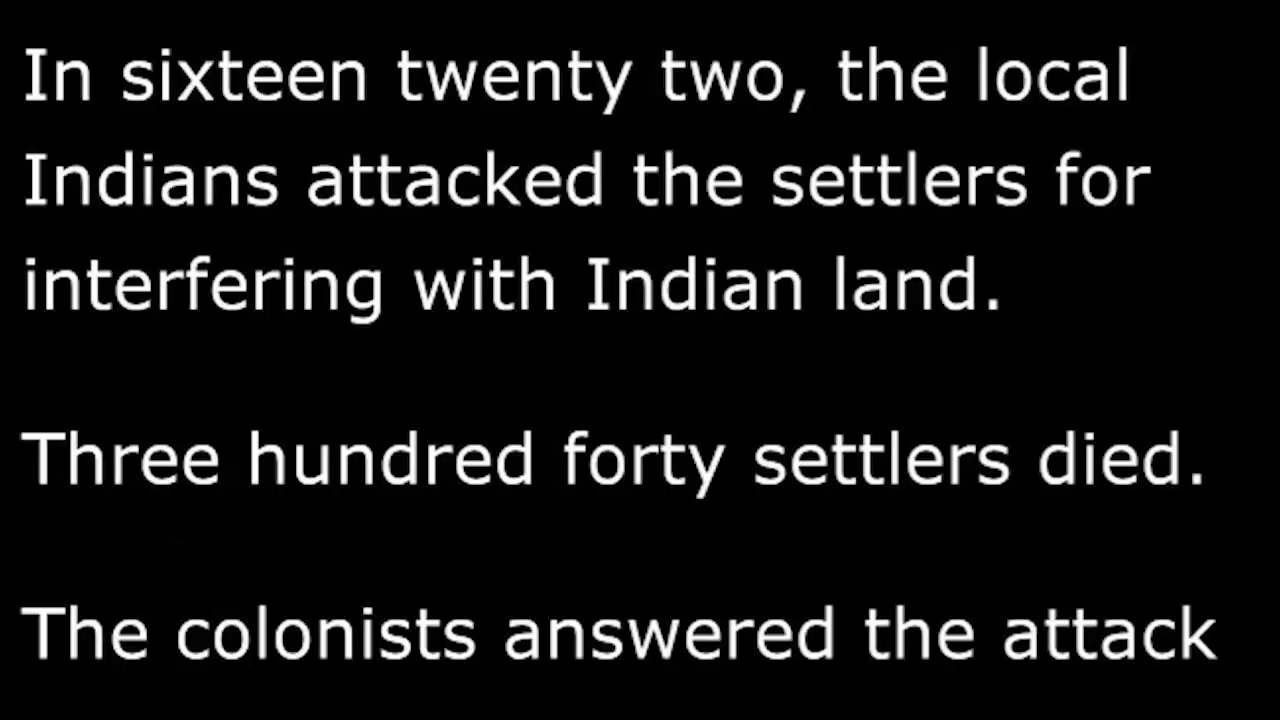 In sixteen twenty two, the local
Indians attacked the settlers for
interfering with Indian land.
Three hundred forty settlers died.
The colonists answered the attack